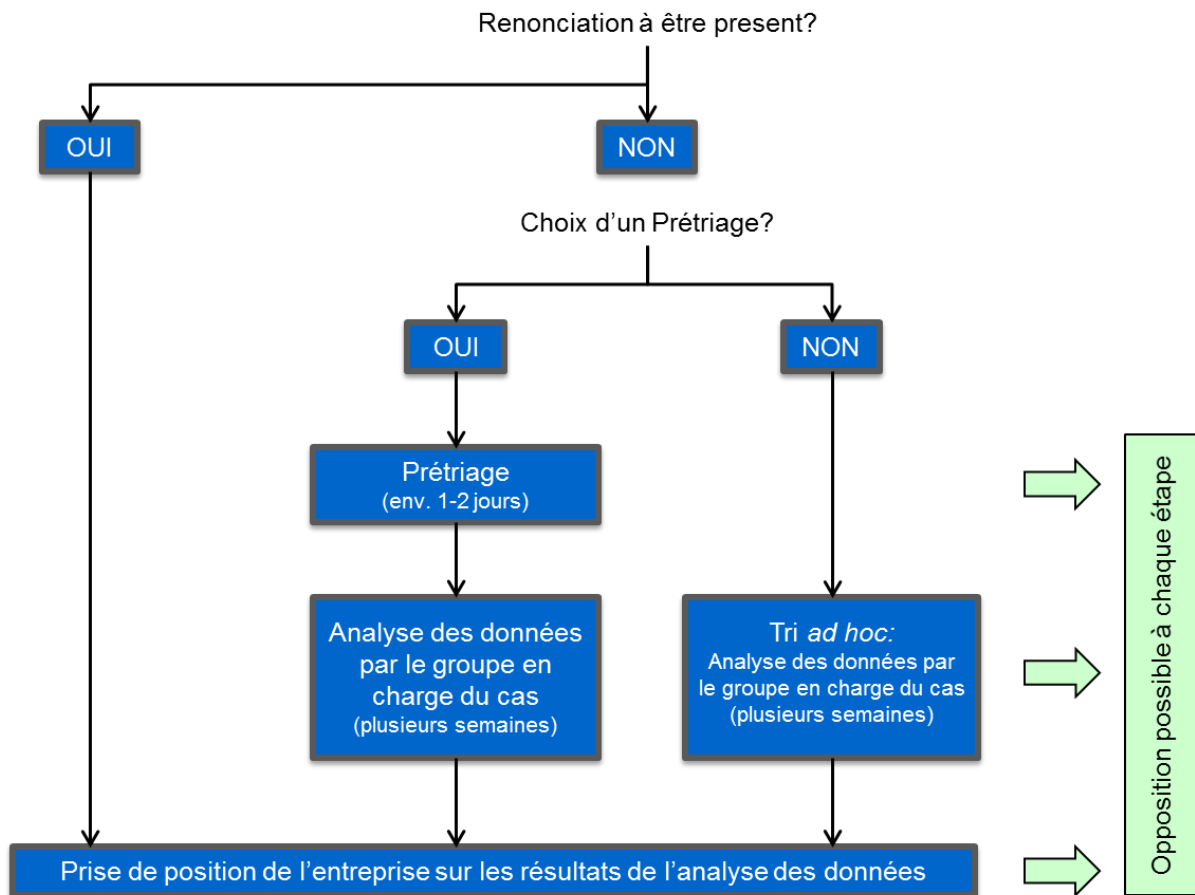 Renonciation à être present?
OUI
NON
Choix d'un Prétriage?
OUI
NON
Prétriage
(env. 1-2 jours)
Analyse des données
par le groupe en
charge du cas
(plusieurs semaines)
Tri ad hoc:
Analyse des données par
le groupe en charge du cas
(plusieurs semaines)
Opposition possible à chaque étape
Prise de position de l'entreprise sur les résultats de l'analyse des données